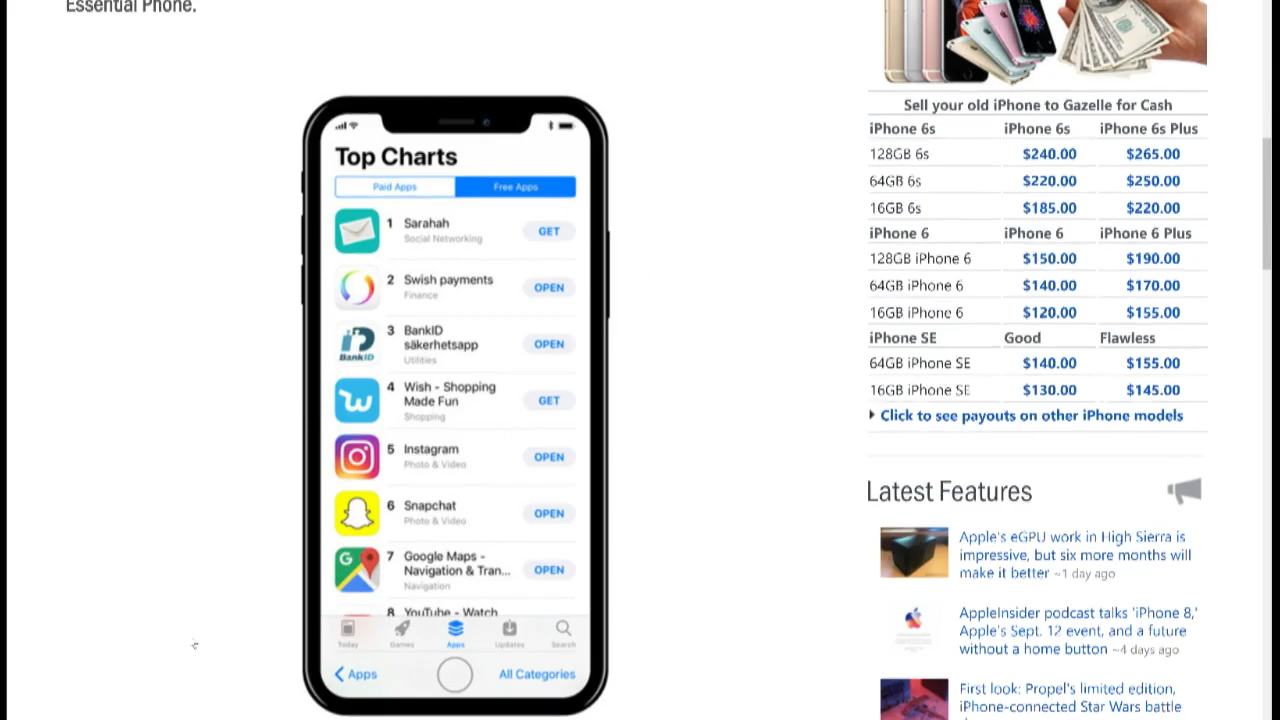 Essential Phone.
Top Charts
Paid Apps
Free Apps
1 Sarahah
Social Networking
GET
2 Swish payments
Finance
OPEN
3 BankID
säkerhetsapp
Utilities
OPEN
BankID
4 Wish - Shopping
Made Fun
Shopping
GET
5 Instagram
Photo & Video
OPEN
6 Snapchat
Photo & Video
OPEN
7 Google Maps -
Navigation & Tran...
Navigation
OPEN
8 YouTube - Watch
Today
Games
Apps
Updates
Search
Apps
All Categories
Sell your old iPhone to Gazelle for Cash
iPhone 6s iPhone 6s iPhone 6s Plus
128GB 6s $240.00 $265.00
64GB 6s $220.00 $250.00
16GB 6s $185.00 $220.00
iPhone 6 iPhone 6 iPhone 6 Plus
128GB iPhone 6 $150.00 $190.00
64GB iPhone 6 $140.00 $170.00
16GB iPhone 6 $120.00 $155.00
iPhone SE Good Flawless
64GB iPhone SE $140.00 $155.00
16GB iPhone SE $130.00 $145.00
Click to see payouts on other iPhone models
Latest Features
Apple's eGPU work in High Sierra is
impressive, but six more months will
make it better ~1 day ago
AppleInsider podcast talks 'iPhone 8,'
Apple's Sept. 12 event, and a future
without a home button ~4 days ago
First look: Propel's limited edition,
iPhone-connected Star Wars battle